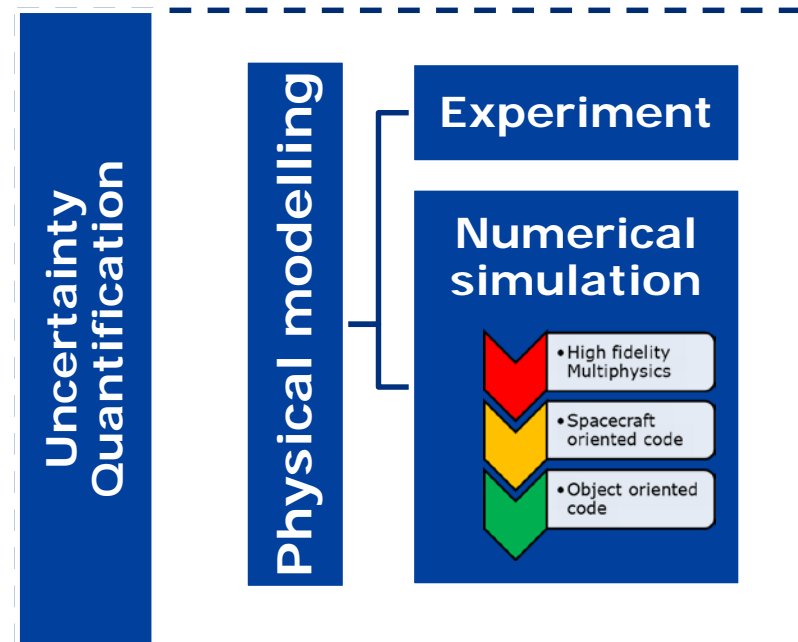 Uncertainty
Quantification
Physical modelling
Experiment
Numerical
simulation
•High fidelity
Multiphysics
•Spacecraft
oriented code
•Object oriented
code